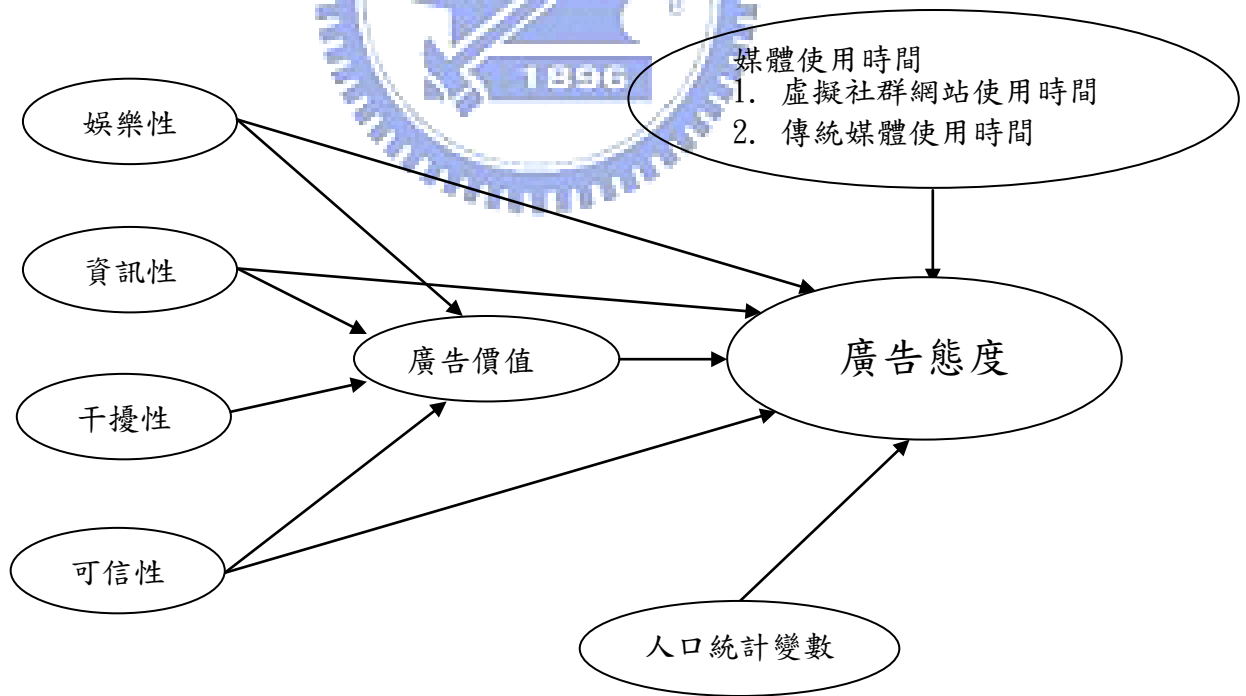 1896
媒體使用時間
1. 虛擬社群網站使用時間
2. 傳統媒體使用時間
娛樂性
資訊性
廣告價值
廣告態度
干擾性
可信性
人口統計變數